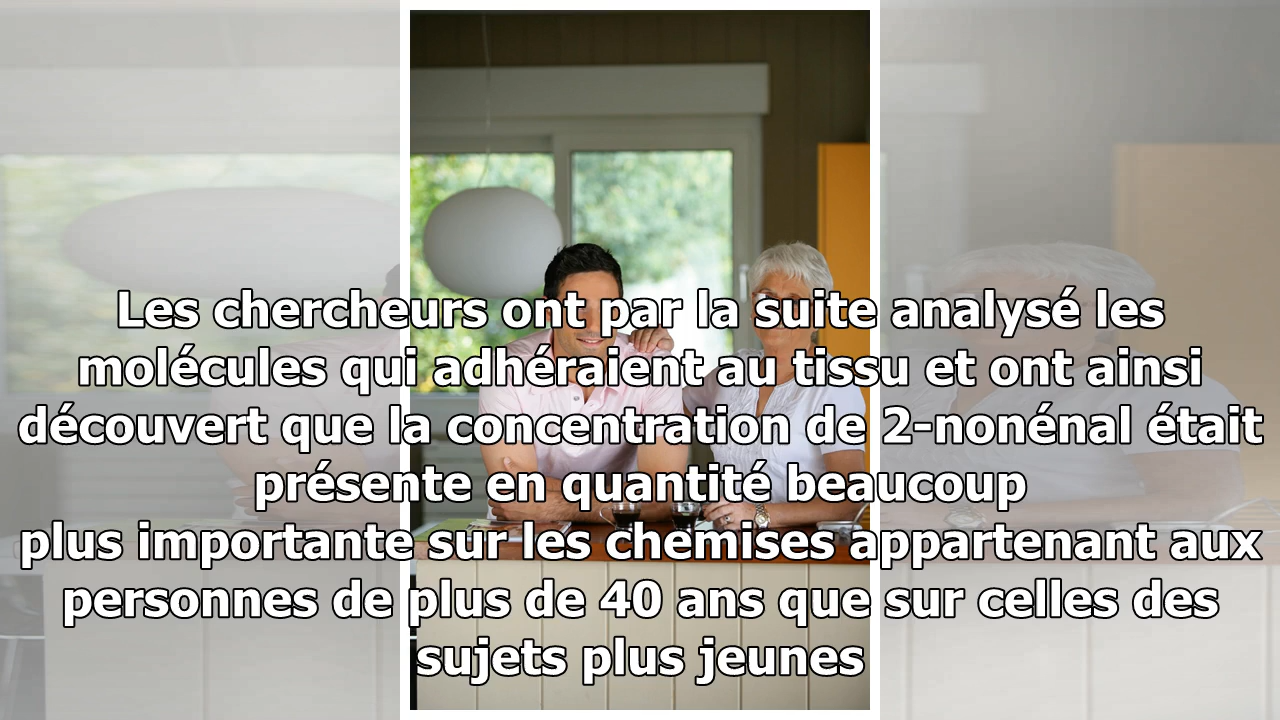 Les chercheurs ont par la suite analysé les
molécules qui adhéraient au tissu et ont ainsi
découvert que la concentration de 2-nonénal était
présente en quantité beaucoup
plus importante sur les chemises appartenant aux
personnes de plus de 40 ans que sur celles des
sujets plus jeunes